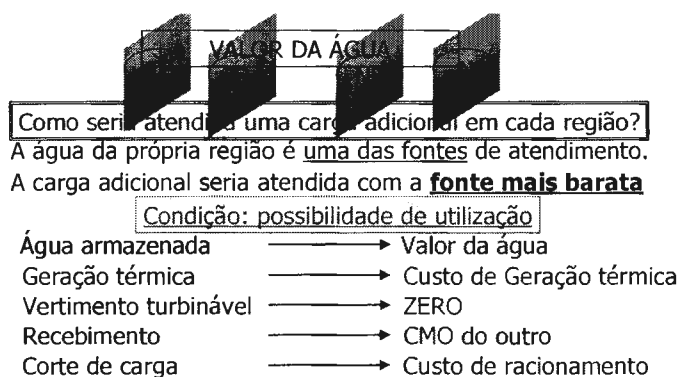 VALOR DA ÁGUA
Como seria atendida uma carga adicional em cada região?
A água da própria região é uma das fontes de atendimento.
A carga adicional seria atendida com a fonte mais barata
Condição: possibilidade de utilização
Água armazenada → Valor da água
Geração térmica → Custo de Geração térmica
Vertimento turbinável → ZERO
Recebimento → CMO do outro
Corte de carga → Custo de racionamento